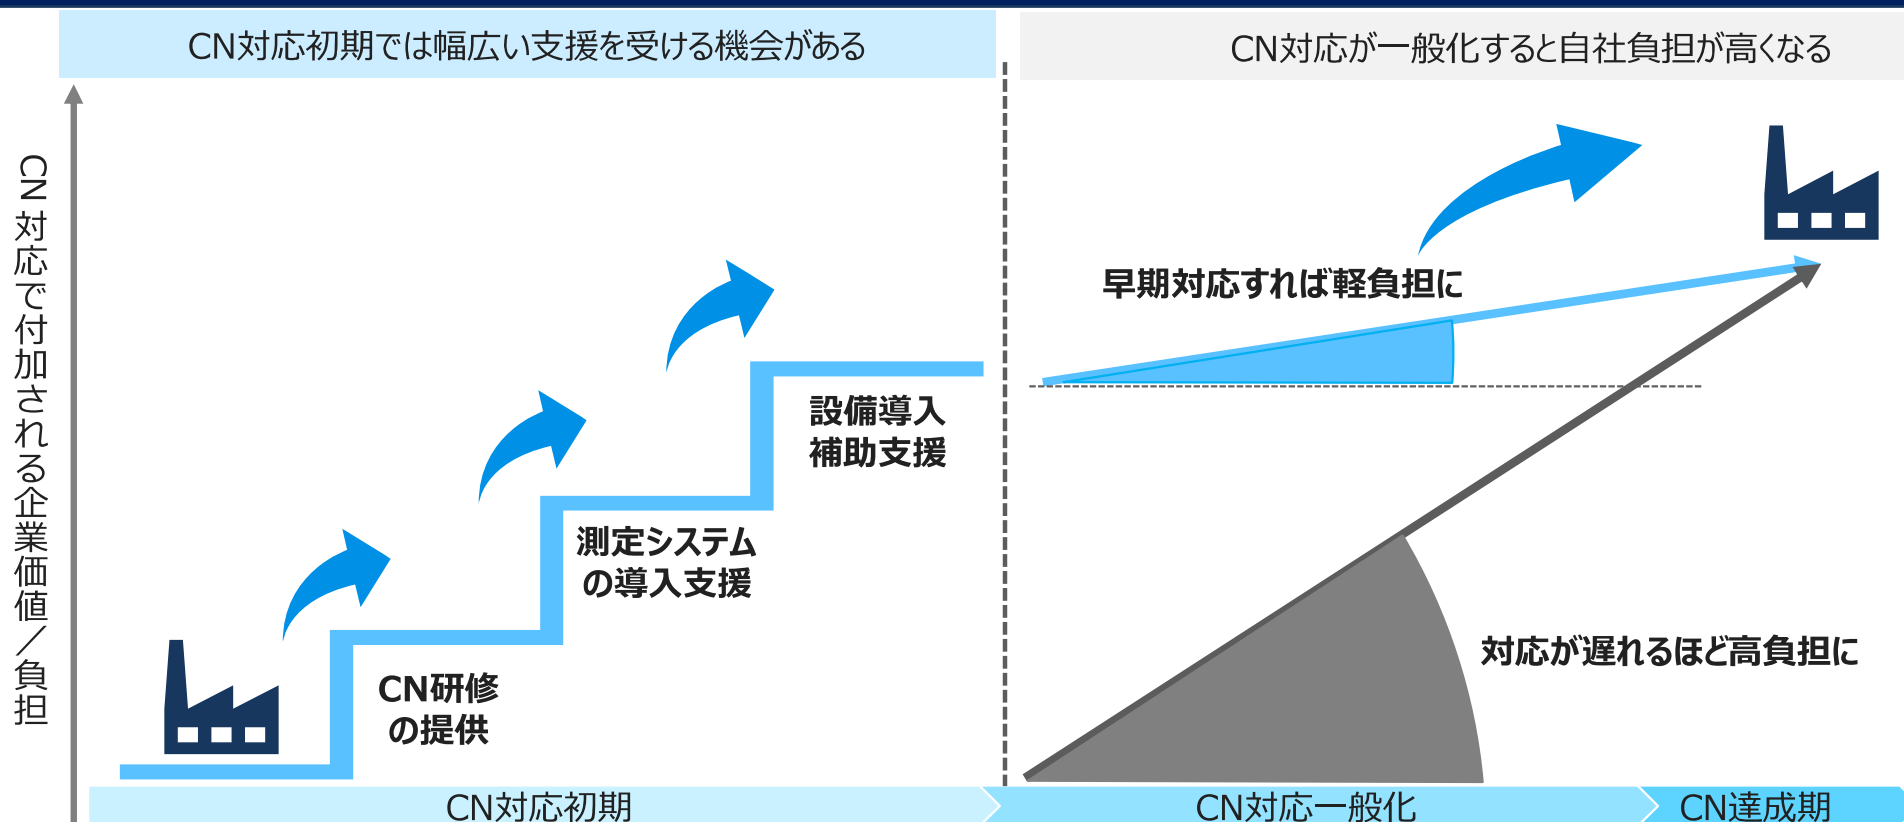 CN対応初期では幅広い支援を受ける機会がある
CN対応が一般化すると自社負担が高くなる
CN対応で付加される企業価値／負担
早期対応すれば軽負担に
設備導入
補助支援
測定システム
の導入支援
対応が遅れるほど高負担に
CN研修
の提供
CN対応初期
CN対応一般化
CN達成期